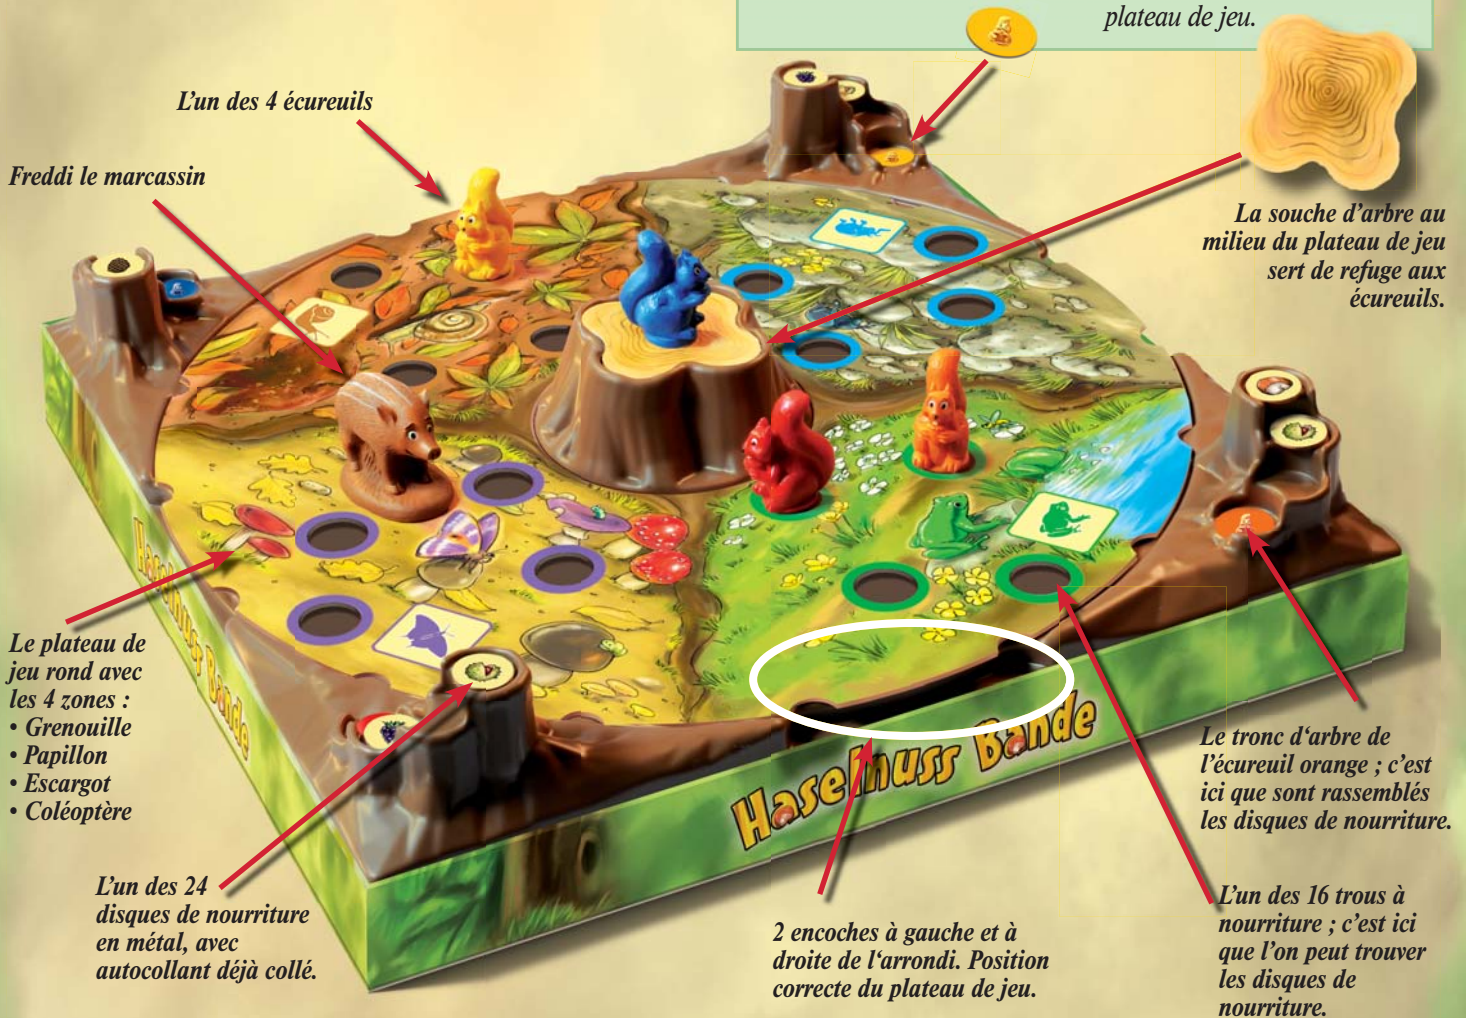 plateau de jeu.
L'un des 4 écureuils
Freddi le marcassin
La souche d'arbre au
milieu du plateau de jeu
sert de refuge aux
écureuils.
Le plateau de
jeu rond avec
les 4 zones :
• Grenouille
• Papillon
• Escargot
• Coléoptère
Haselnuss Bande
Haselnuss Bande
L'un des 24
disques de nourriture
en métal, avec
autocollant déjà collé.
2 encoches à gauche et à
droite de l'arrondi. Position
correcte du plateau de jeu.
Le tronc d'arbre de
l'écureuil orange ; c'est
ici que sont rassemblés
les disques de nourriture.
L'un des 16 trous à
nourriture ; c'est ici
que l'on peut trouver
les disques de
nourriture.